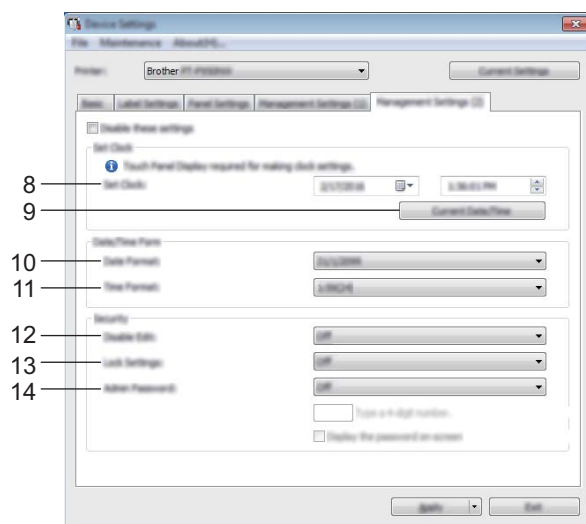 Device Settings
File Maintenance About(H)...
Printer: Brother Current Settings
Basic Label Settings Panel Settings Management Settings (1) Management Settings (2)
Disable these settings
Set Clock
Touch Panel Display required for making clock settings.
8 Set Clock: 2/17/2016 1:36:01 PM
9 Current Date/Time
Date/Time Form
10 Date Format:
11 Time Format:
Security
12 Disable Edit: Off
13 Lock Settings: Off
14 Admin Password: Off
Type a 4-digit number.
Display the password on screen
Apply Exit